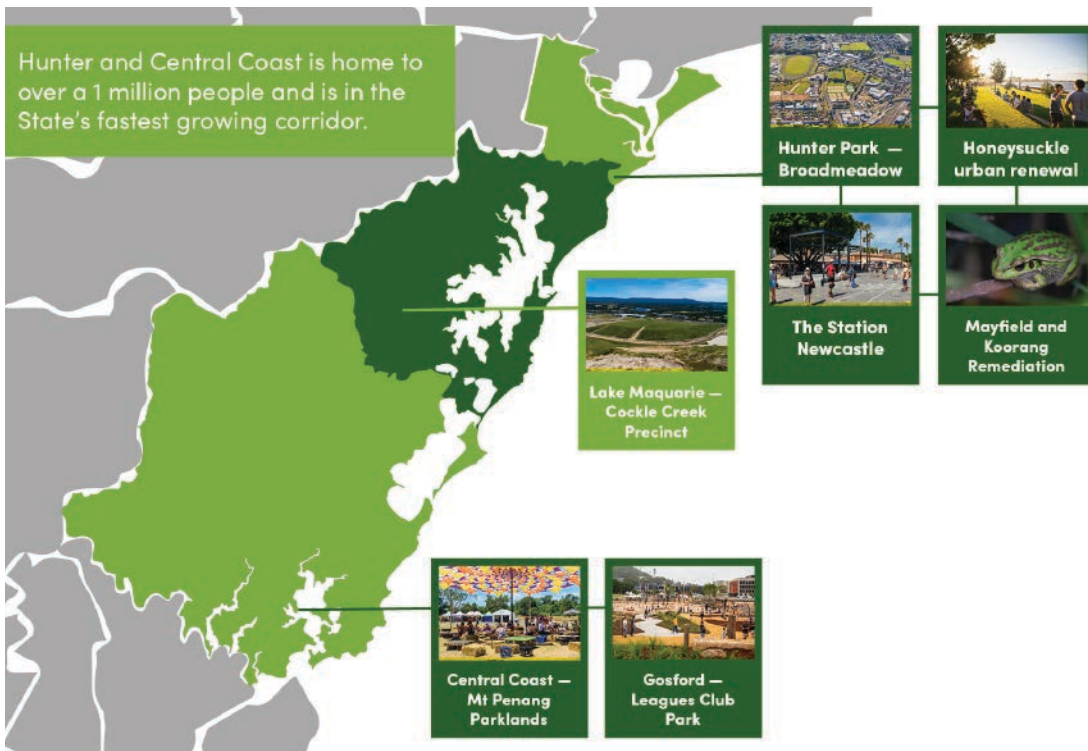 Hunter and Central Coast is home to
over a 1 million people and is in the
State's fastest growing corridor.
Hunter Park —
Broadmeadow
Honeysuckle
urban renewal
The Station
Newcastle
Mayfield and
Koorang
Remediation
Lake Maquarie —
Cockle Creek
Precinct
Central Coast —
Mt Penang
Parklands
Gosford —
Leagues Club
Park